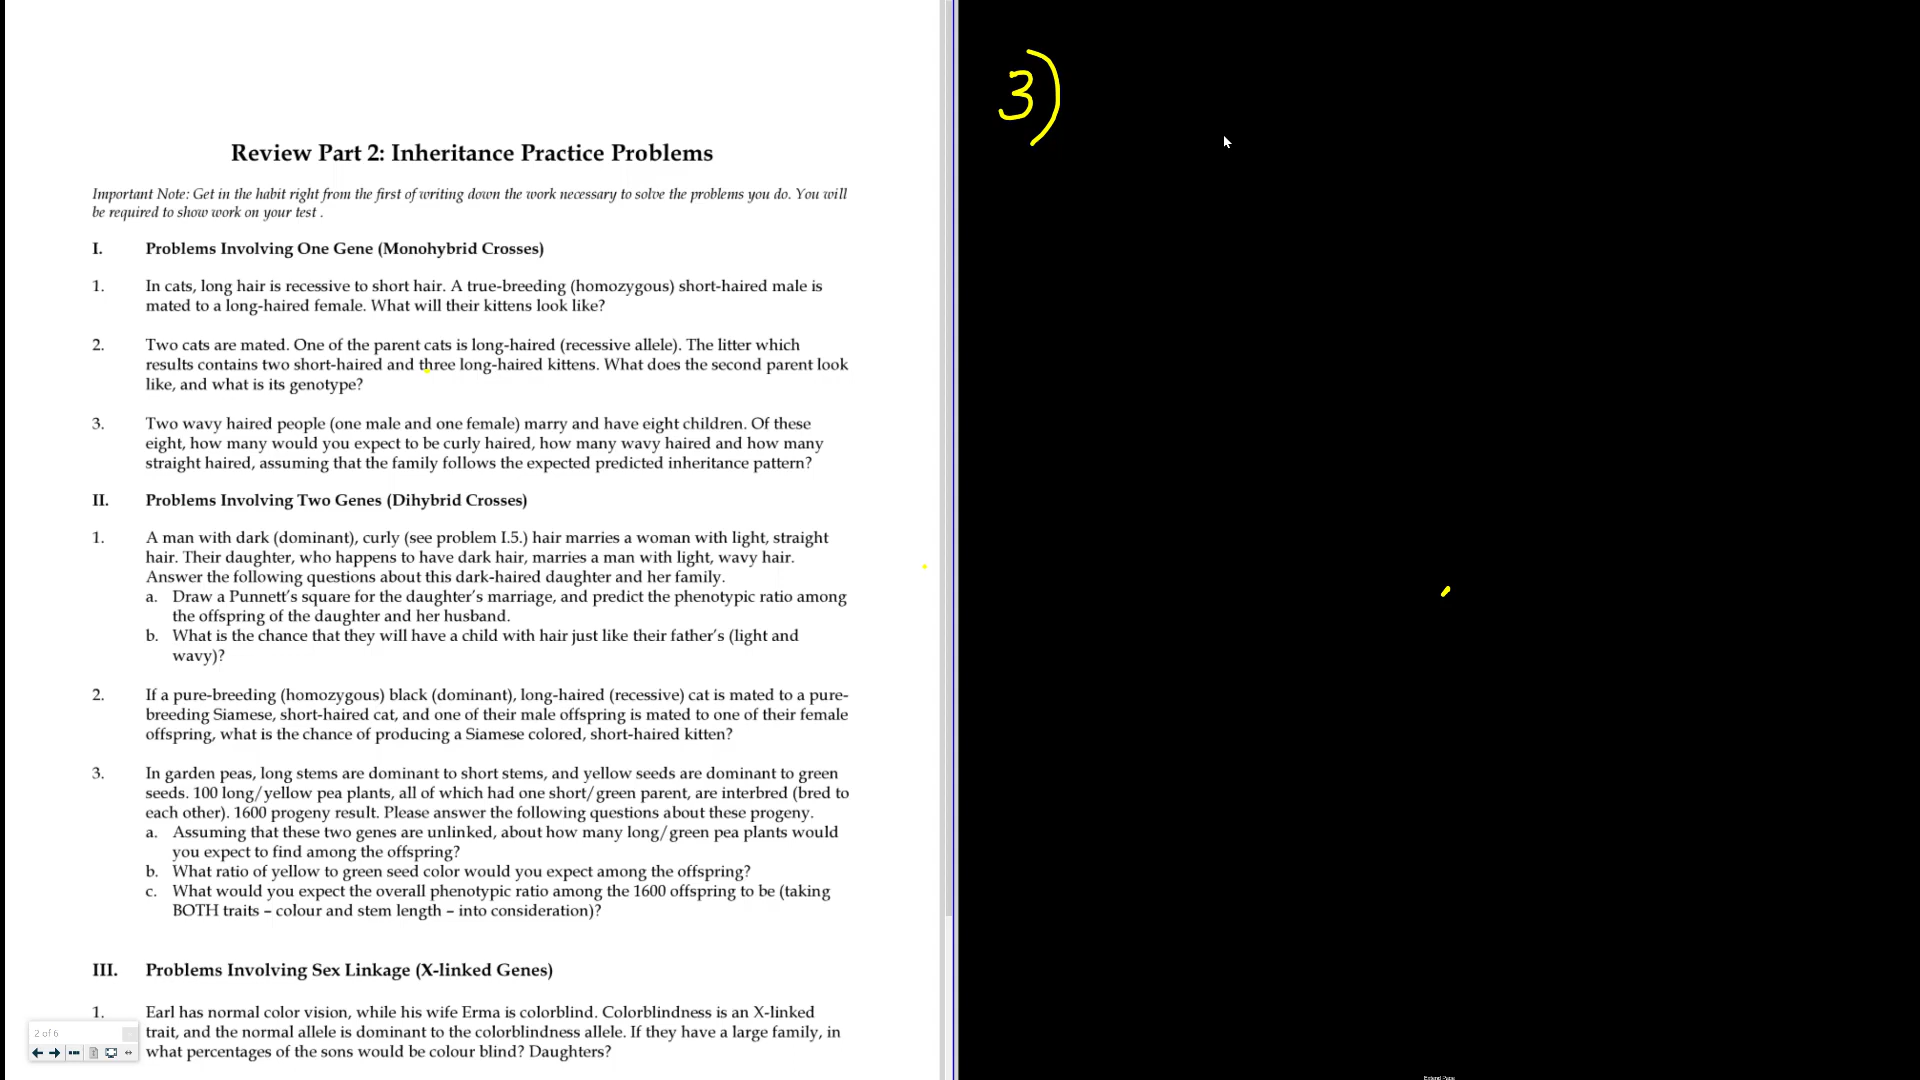 Review Part 2: Inheritance Practice Problems
Important Note: Get in the habit right from the first of writing down the work necessary to solve the problems you do. You will
be required to show work on your test .
I. Problems Involving One Gene (Monohybrid Crosses)
1. In cats, long hair is recessive to short hair. A true-breeding (homozygous) short-haired male is
mated to a long-haired female. What will their kittens look like?
2. Two cats are mated. One of the parent cats is long-haired (recessive allele). The litter which
results contains two short-haired and three long-haired kittens. What does the second parent look
like, and what is its genotype?
3. Two wavy haired people (one male and one female) marry and have eight children. Of these
eight, how many would you expect to be curly haired, how many wavy haired and how many
straight haired, assuming that the family follows the expected predicted inheritance pattern?
II. Problems Involving Two Genes (Dihybrid Crosses)
1. A man with dark (dominant), curly (see problem I.5.) hair marries a woman with light, straight
hair. Their daughter, who happens to have dark hair, marries a man with light, wavy hair.
Answer the following questions about this dark-haired daughter and her family.
a. Draw a Punnett's square for the daughter's marriage, and predict the phenotypic ratio among
the offspring of the daughter and her husband.
b. What is the chance that they will have a child with hair just like their father's (light and
wavy)?
2. If a pure-breeding (homozygous) black (dominant), long-haired (recessive) cat is mated to a pure-
breeding Siamese, short-haired cat, and one of their male offspring is mated to one of their female
offspring, what is the chance of producing a Siamese colored, short-haired kitten?
3. In garden peas, long stems are dominant to short stems, and yellow seeds are dominant to green
seeds. 100 long/yellow pea plants, all of which had one short/green parent, are interbred (bred to
each other). 1600 progeny result. Please answer the following questions about these progeny.
a. Assuming that these two genes are unlinked, about how many long/green pea plants would
you expect to find among the offspring?
b. What ratio of yellow to green seed color would you expect among the offspring?
c. What would you expect the overall phenotypic ratio among the 1600 offspring to be (taking
BOTH traits – colour and stem length – into consideration)?
III. Problems Involving Sex Linkage (X-linked Genes)
1. Earl has normal color vision, while his wife Erma is colorblind. Colorblindness is an X-linked
trait, and the normal allele is dominant to the colorblindness allele. If they have a large family, in
what percentages of the sons would be colour blind? Daughters?
2 of 6
3)
Extend Page